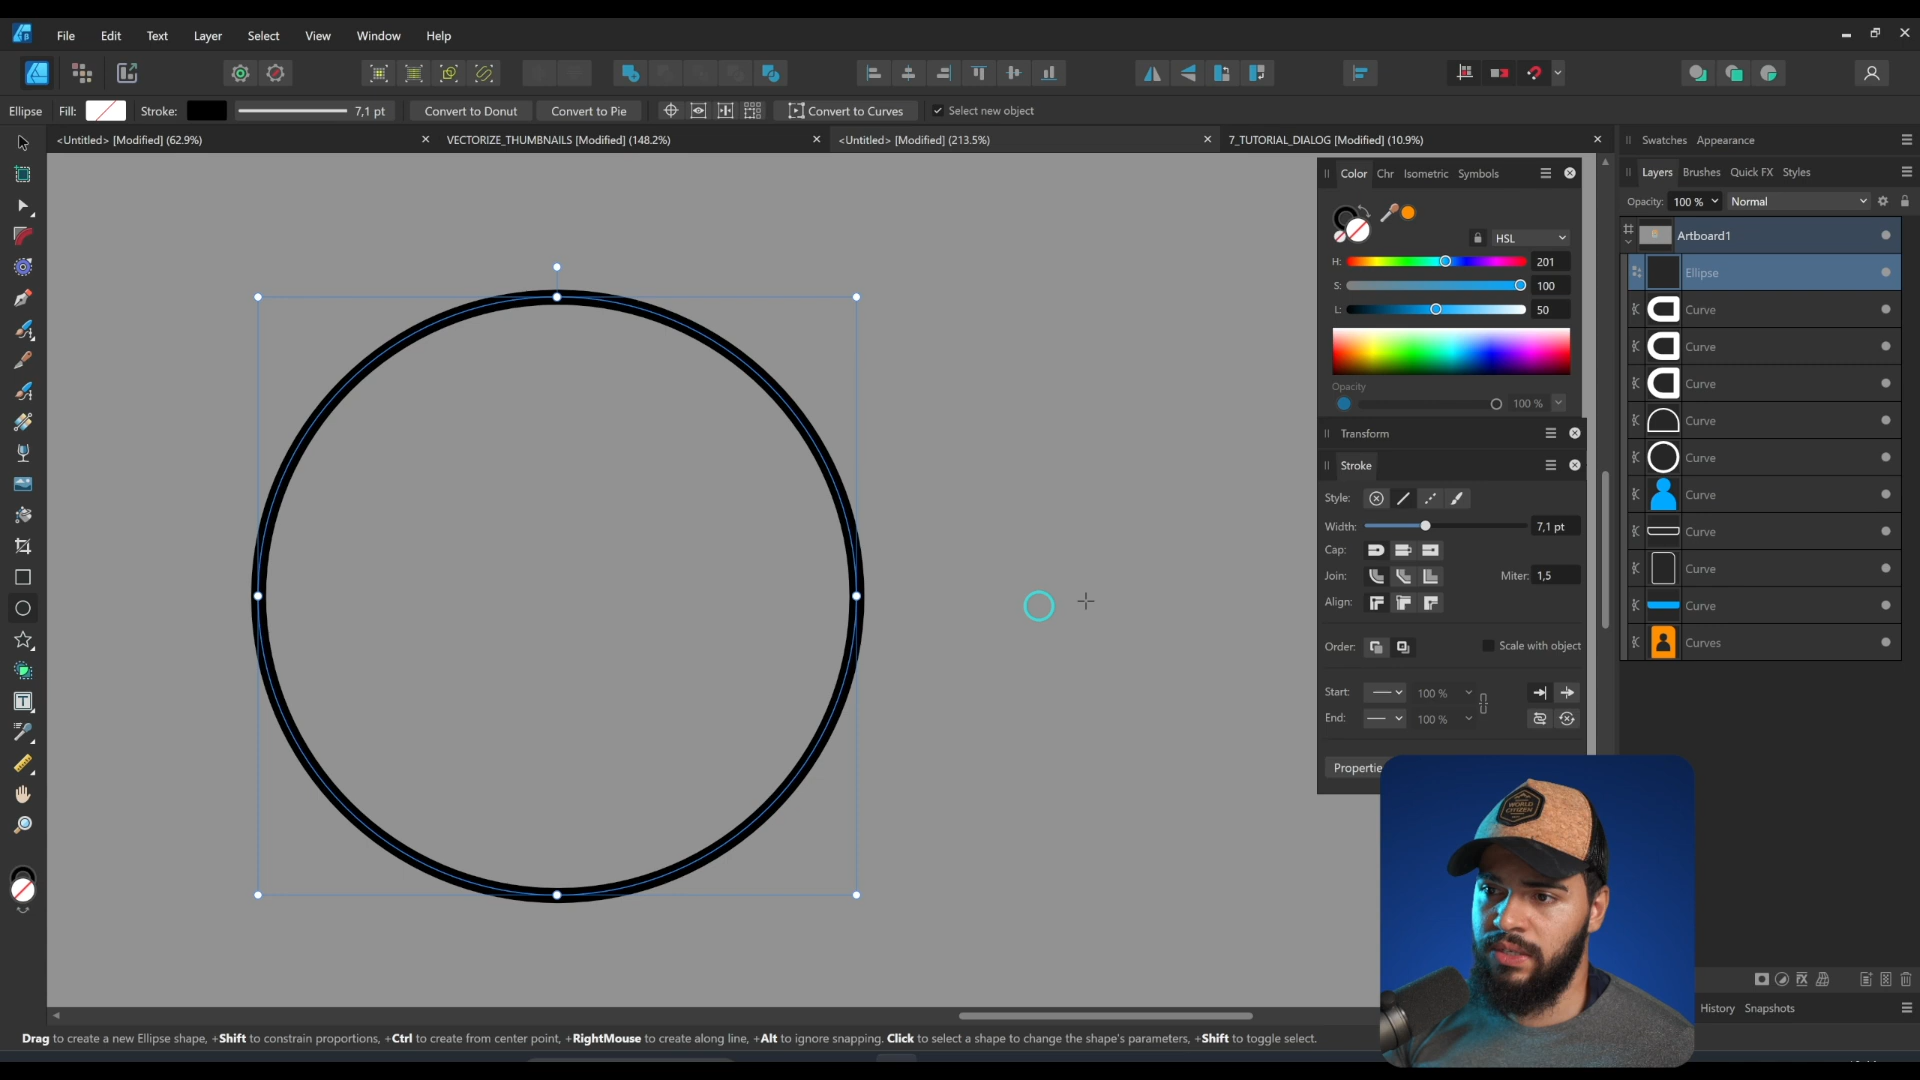 File Edit Text Layer Select View Window Help
Ellipse Fill: Stroke: 7,1 pt Convert to Donut Convert to Pie Convert to Curves Select new object
<Untitled> [Modified] (62.9%) VECTORIZE_THUMBNAILS [Modified] (148.2%) <Untitled> [Modified] (213.5%) 7_TUTORIAL_DIALOG [Modified] (10.9%)
Swatches Appearance
Color Chr Isometric Symbols
HSL
H: 201
S: 100
L: 50
Opacity
100 %
Transform
Stroke
Style:
Width: 7,1 pt
Cap:
Join: Miter: 1,5
Align:
Order: Scale with object
Start: 100 %
End: 100 %
Propertie
Layers Brushes Quick FX Styles
Opacity: 100 % Normal
Artboard1
Ellipse
Curve
Curve
Curve
Curve
Curve
Curve
Curve
Curve
Curve
Curves
WORLD
CITIZEN
History Snapshots
Drag to create a new Ellipse shape, +Shift to constrain proportions, +Ctrl to create from center point, +RightMouse to create along line, +Alt to ignore snapping. Click to select a shape to change the shape's parameters, +Shift to toggle select.